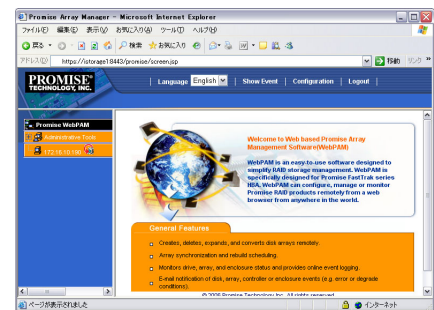 Promise Array Manager - Microsoft Internet Explorer
ファイル(F) 編集(E) 表示(V) お気に入り(A) ツール(T) ヘルプ(H)
戻る 検索 お気に入り
アドレス(D) https://istorage18443/promise/screen.jsp 移動 リンク »
PROMISE®
TECHNOLOGY, INC.
| Language English | Show Event | Configuration | Logout |
Promise WebPAM
Administrative Tools
Welcome to Web based Promise Array
Management Software(WebPAM)
WebPAM is an easy-to-use software designed to
simplify RAID storage management. WebPAM is
specifically designed for Promise FastTrak series
HBA. WebPAM can configure, manage or monitor
Promise RAID products remotely from a web
browser from anywhere in the world.
General Features
Creates, deletes, expands, and converts disk arrays remotely.
Array synchronization and rebuild scheduling.
Monitors drive, array, and enclosure status and provides online event logging.
E-mail notification of disk, array, controller or enclosure events (e.g. error or degrade
conditions).
© 2006 Promise Technology Inc. All rights reserved
ページが表示されました インターネット